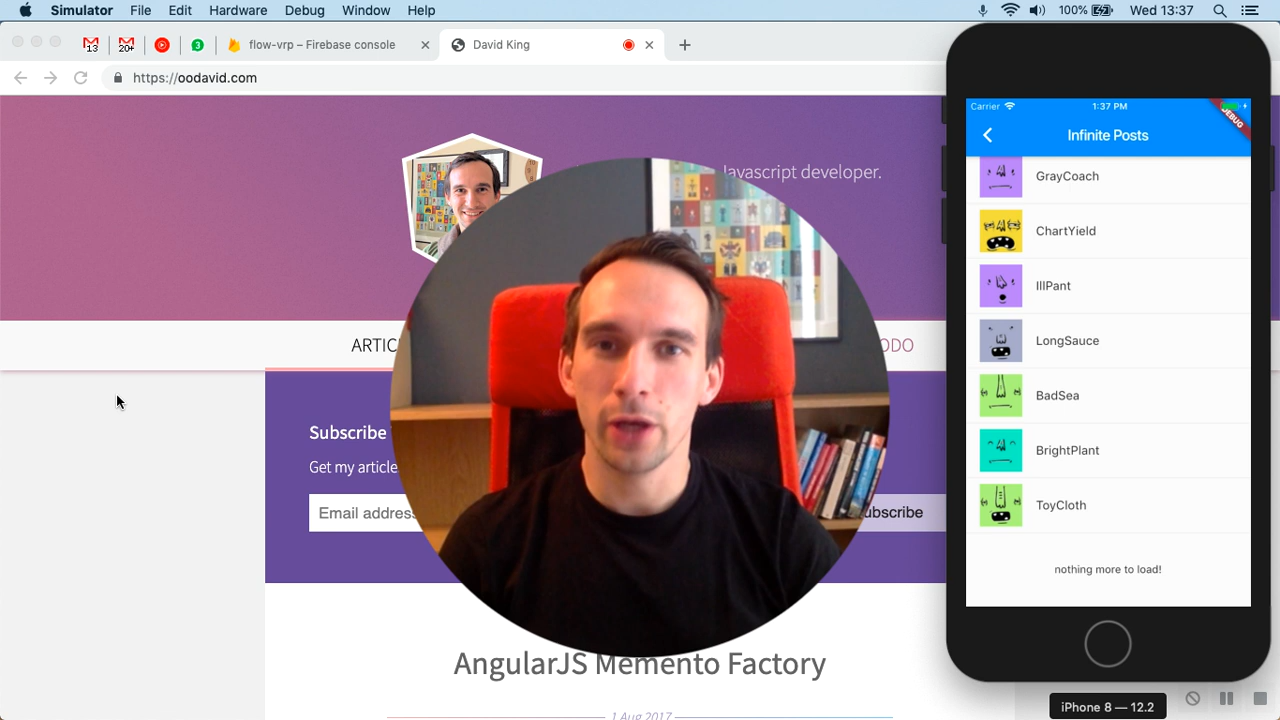 Simulator File Edit Hardware Debug Window Help
100% Wed 13:37
13
20+
3
flow-vrp – Firebase console
David King
https://oodavid.com
Javascript developer.
ARTIC
ODO
Subscribe
Get my article
Email address
ubscribe
AngularJS Memento Factory
1 Aug 2017
Carrier 1:37 PM
DEBUG
Infinite Posts
GrayCoach
ChartYield
IllPant
LongSauce
BadSea
BrightPlant
ToyCloth
nothing more to load!
iPhone 8 — 12.2